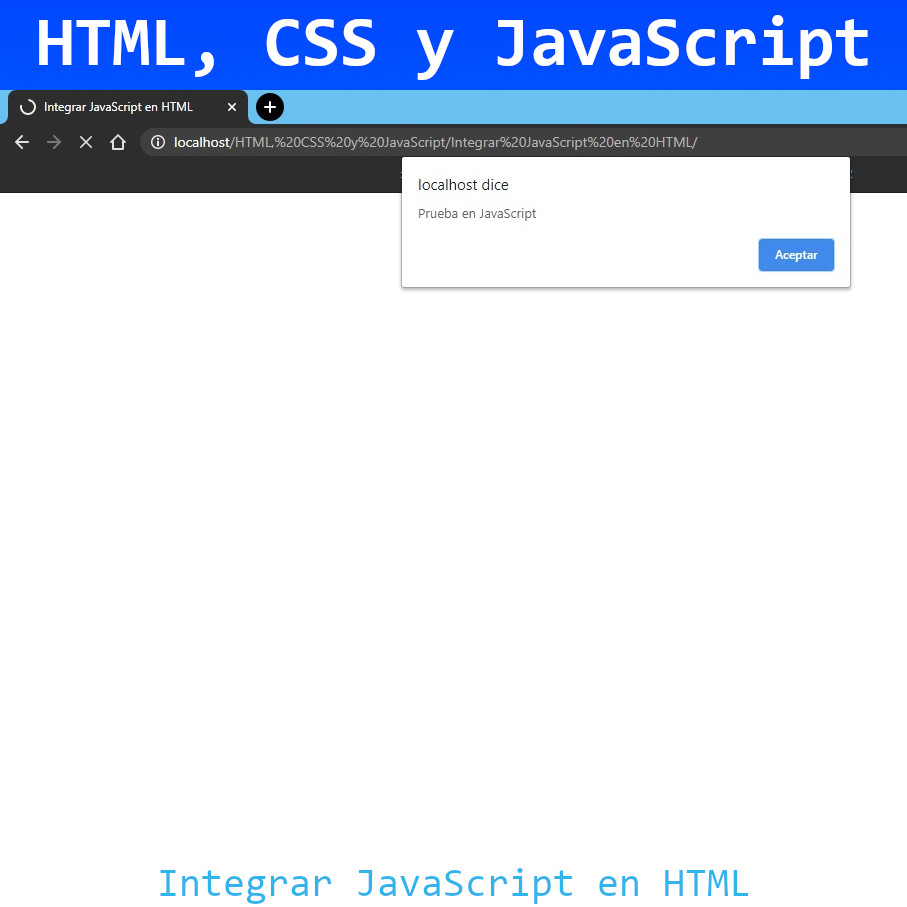 HTML, CSS y JavaScript
Integrar JavaScript en HTML
localhost/HTML,%20CSS%20y%20JavaScript/Integrar%20JavaScript%20en%20HTML/
localhost dice
Prueba en JavaScript
Aceptar
Integrar JavaScript en HTML